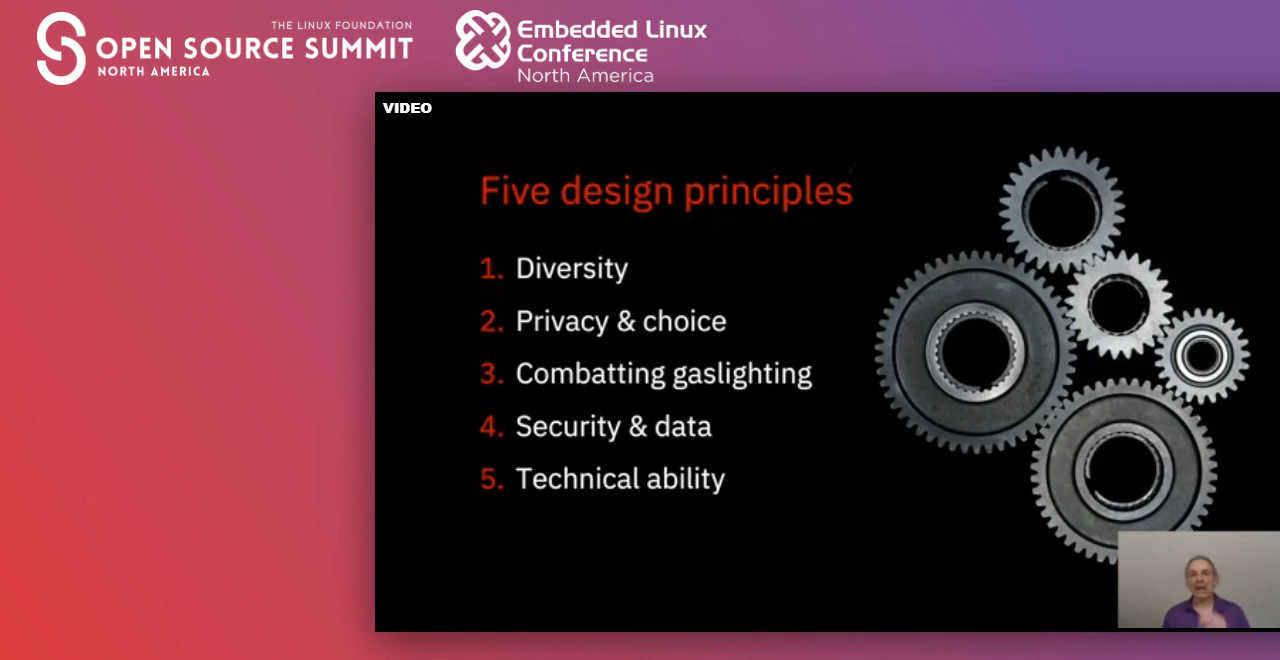 THE LINUX FOUNDATION
OPEN SOURCE SUMMIT
NORTH AMERICA
Embedded Linux
Conference
North America
VIDEO
Five design principles
1. Diversity
2. Privacy & choice
3. Combatting gaslighting
4. Security & data
5. Technical ability